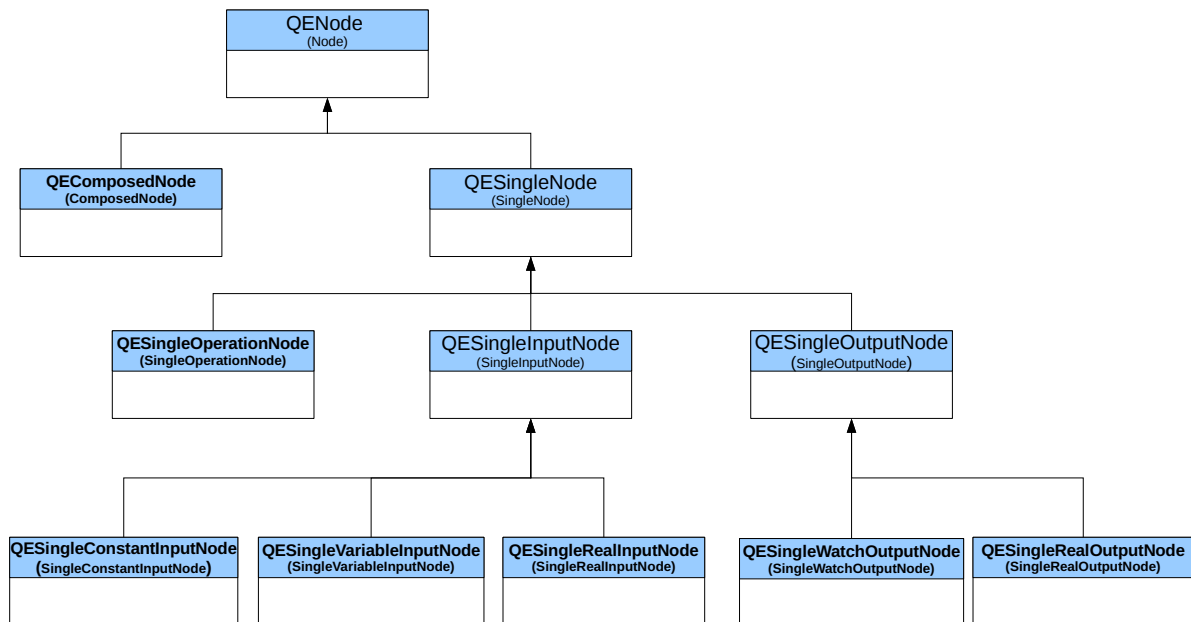 QENode
(Node)
QEComposedNode
(ComposedNode)
QESingleNode
(SingleNode)
QESingleOperationNode
(SingleOperationNode)
QESingleInputNode
(SingleInputNode)
QESingleOutputNode
(SingleOutputNode)
QESingleConstantInputNode
(SingleConstantInputNode)
QESingleVariableInputNode
(SingleVariableInputNode)
QESingleRealInputNode
(SingleRealInputNode)
QESingleWatchOutputNode
(SingleWatchOutputNode)
QESingleRealOutputNode
(SingleRealOutputNode)